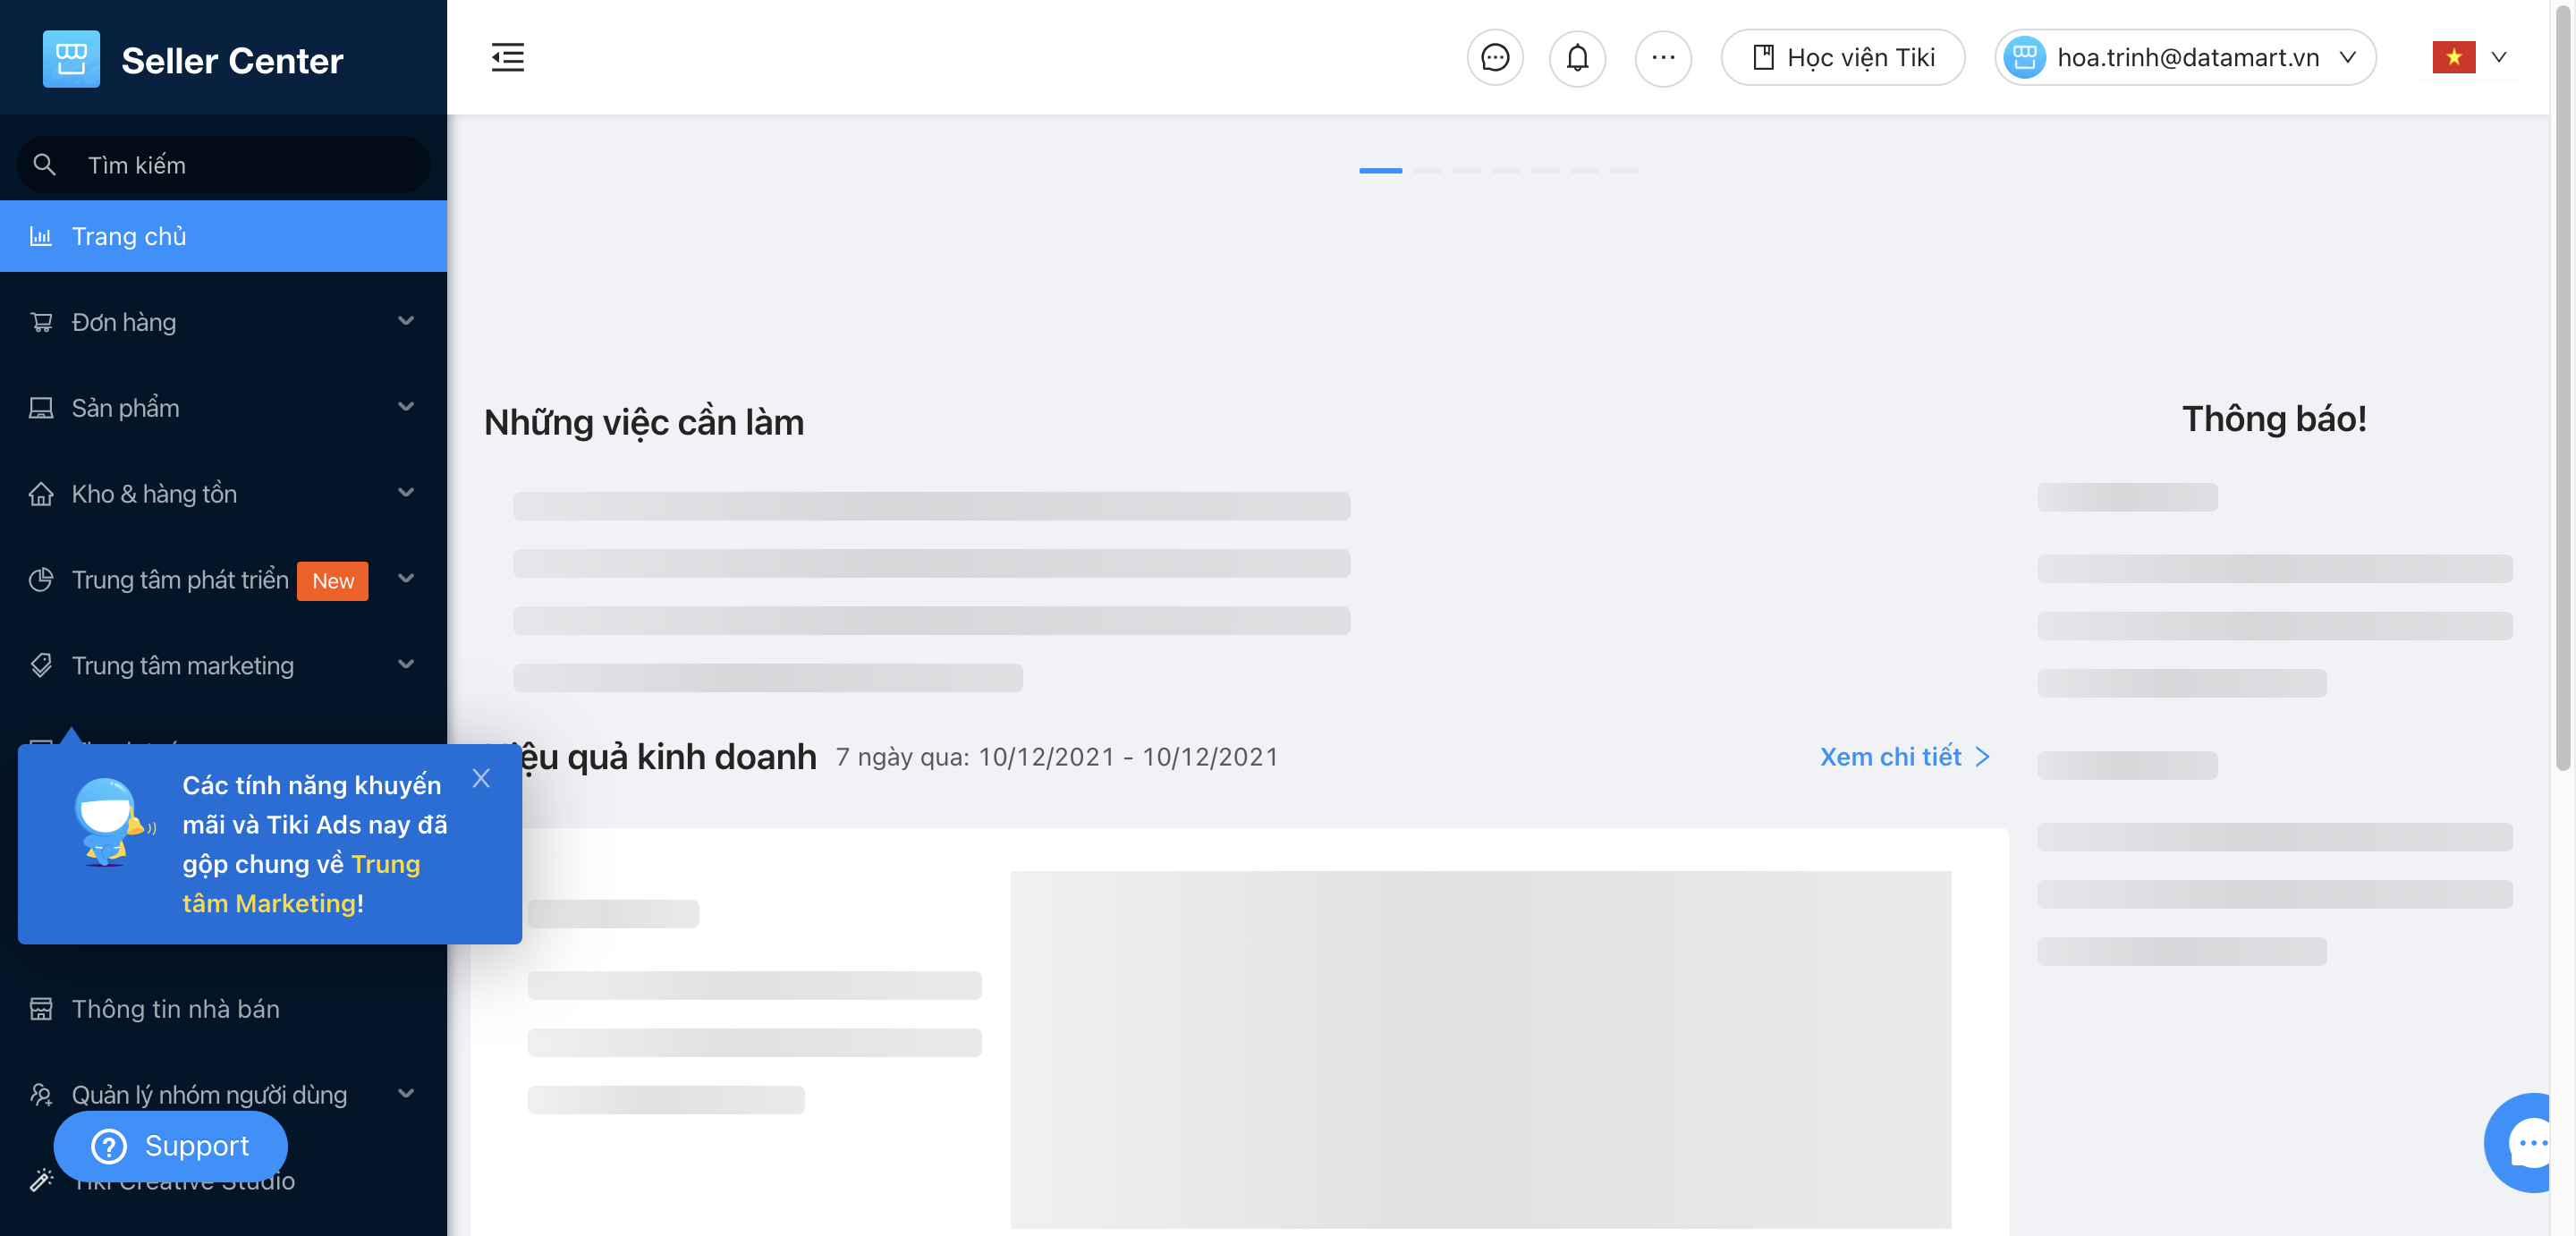 Seller Center
Học viện Tiki
hoa.trinh@datamart.vn
Tìm kiếm
Trang chủ
Đơn hàng
Sản phẩm
Kho & hàng tồn
Trung tâm phát triển New
Trung tâm marketing
Các tính năng khuyến
mãi và Tiki Ads nay đã
gộp chung về Trung
tâm Marketing!
Thông tin nhà bán
Quản lý nhóm người dùng
Support
Tiki Creative Studio
Những việc cần làm
Thông báo!
quả kinh doanh 7 ngày qua: 10/12/2021 - 10/12/2021
Xem chi tiết